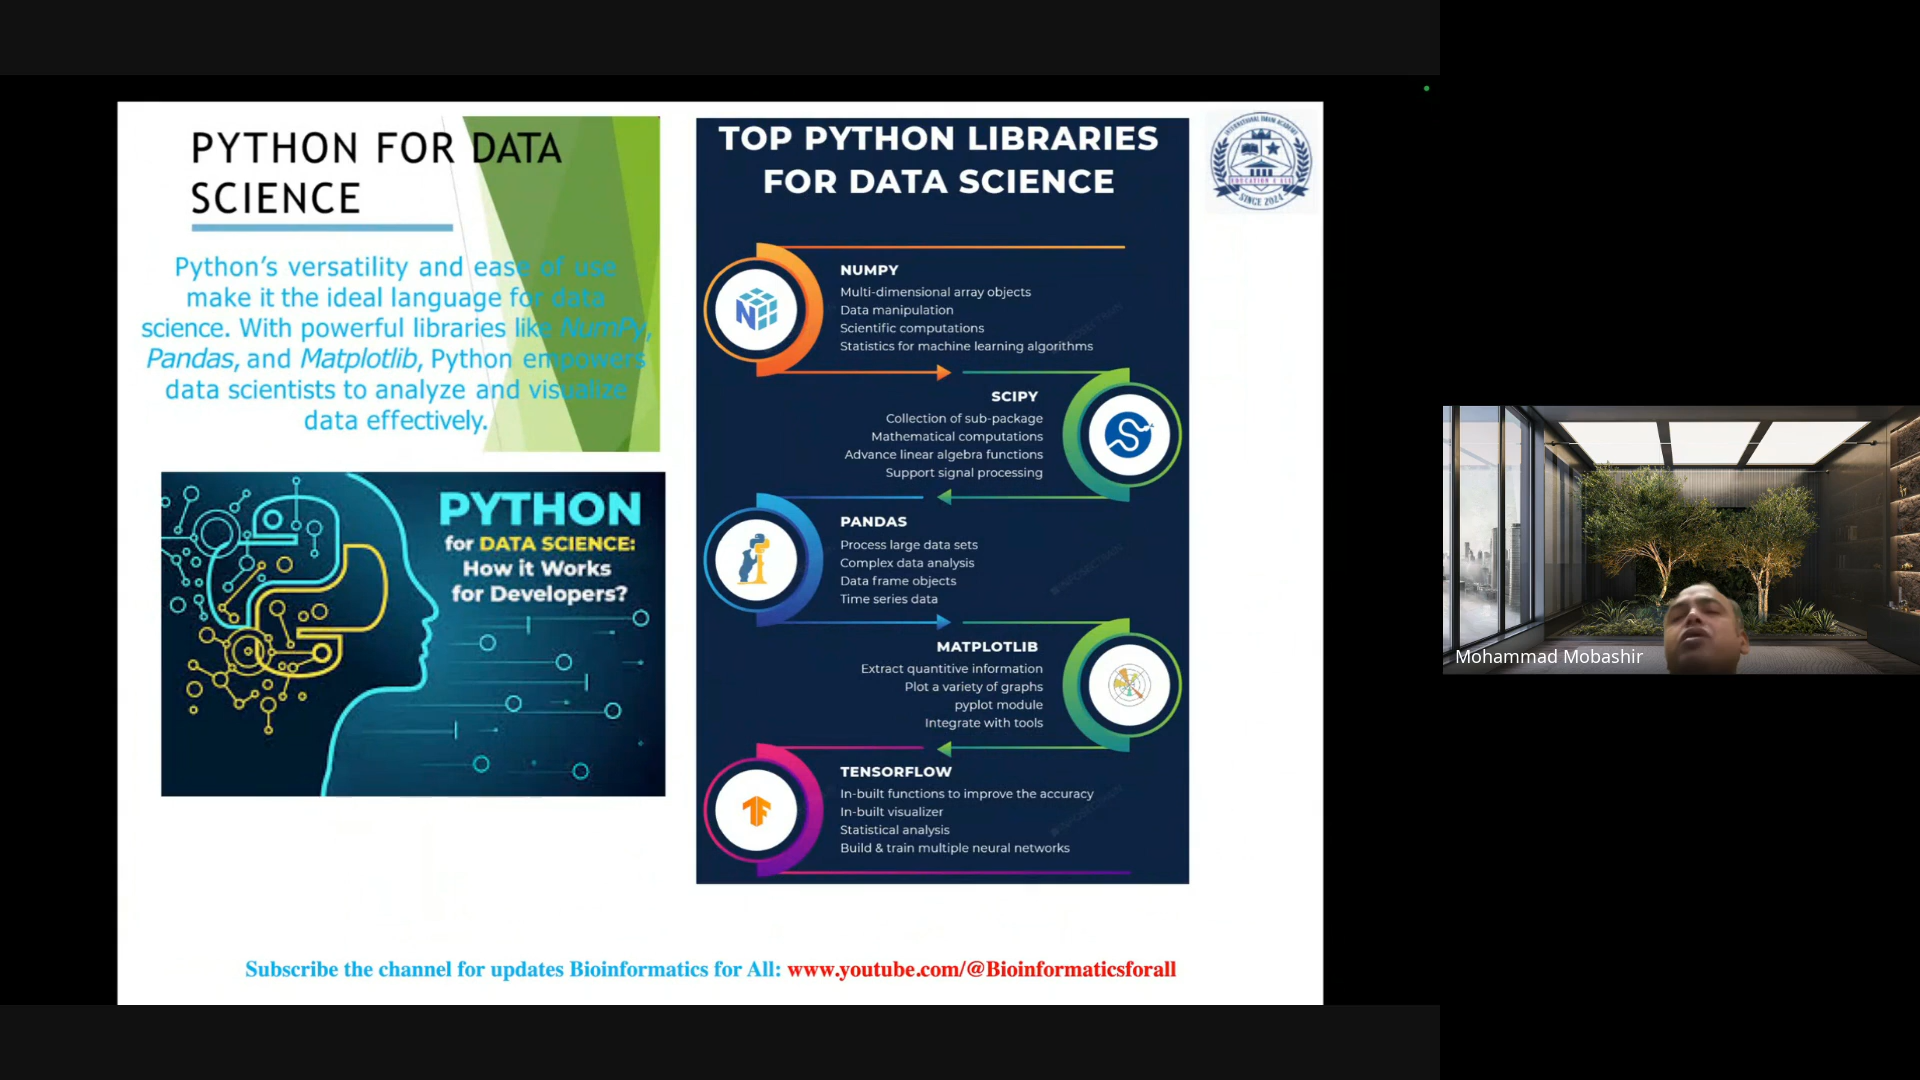 PYTHON FOR DATA
SCIENCE
Python's versatility and ease of use
make it the ideal language for data
science. With powerful libraries like NumPy,
Pandas, and Matplotlib, Python empowers
data scientists to analyze and visualize
data effectively.
PYTHON
for DATA SCIENCE:
How it Works
for Developers?
TOP PYTHON LIBRARIES
FOR DATA SCIENCE
NUMPY
Multi-dimensional array objects
Data manipulation
Scientific computations
Statistics for machine learning algorithms
SCIPY
Collection of sub-package
Mathematical computations
Advance linear algebra functions
Support signal processing
PANDAS
Process large data sets
Complex data analysis
Data frame objects
Time series data
MATPLOTLIB
Extract quantitive information
Plot a variety of graphs
pyplot module
Integrate with tools
TENSORFLOW
In-built functions to improve the accuracy
In-built visualizer
Statistical analysis
Build & train multiple neural networks
SINCE 2024
Subscribe the channel for updates Bioinformatics for All: www.youtube.com/@Bioinformaticsforall
Mohammad Mobashir